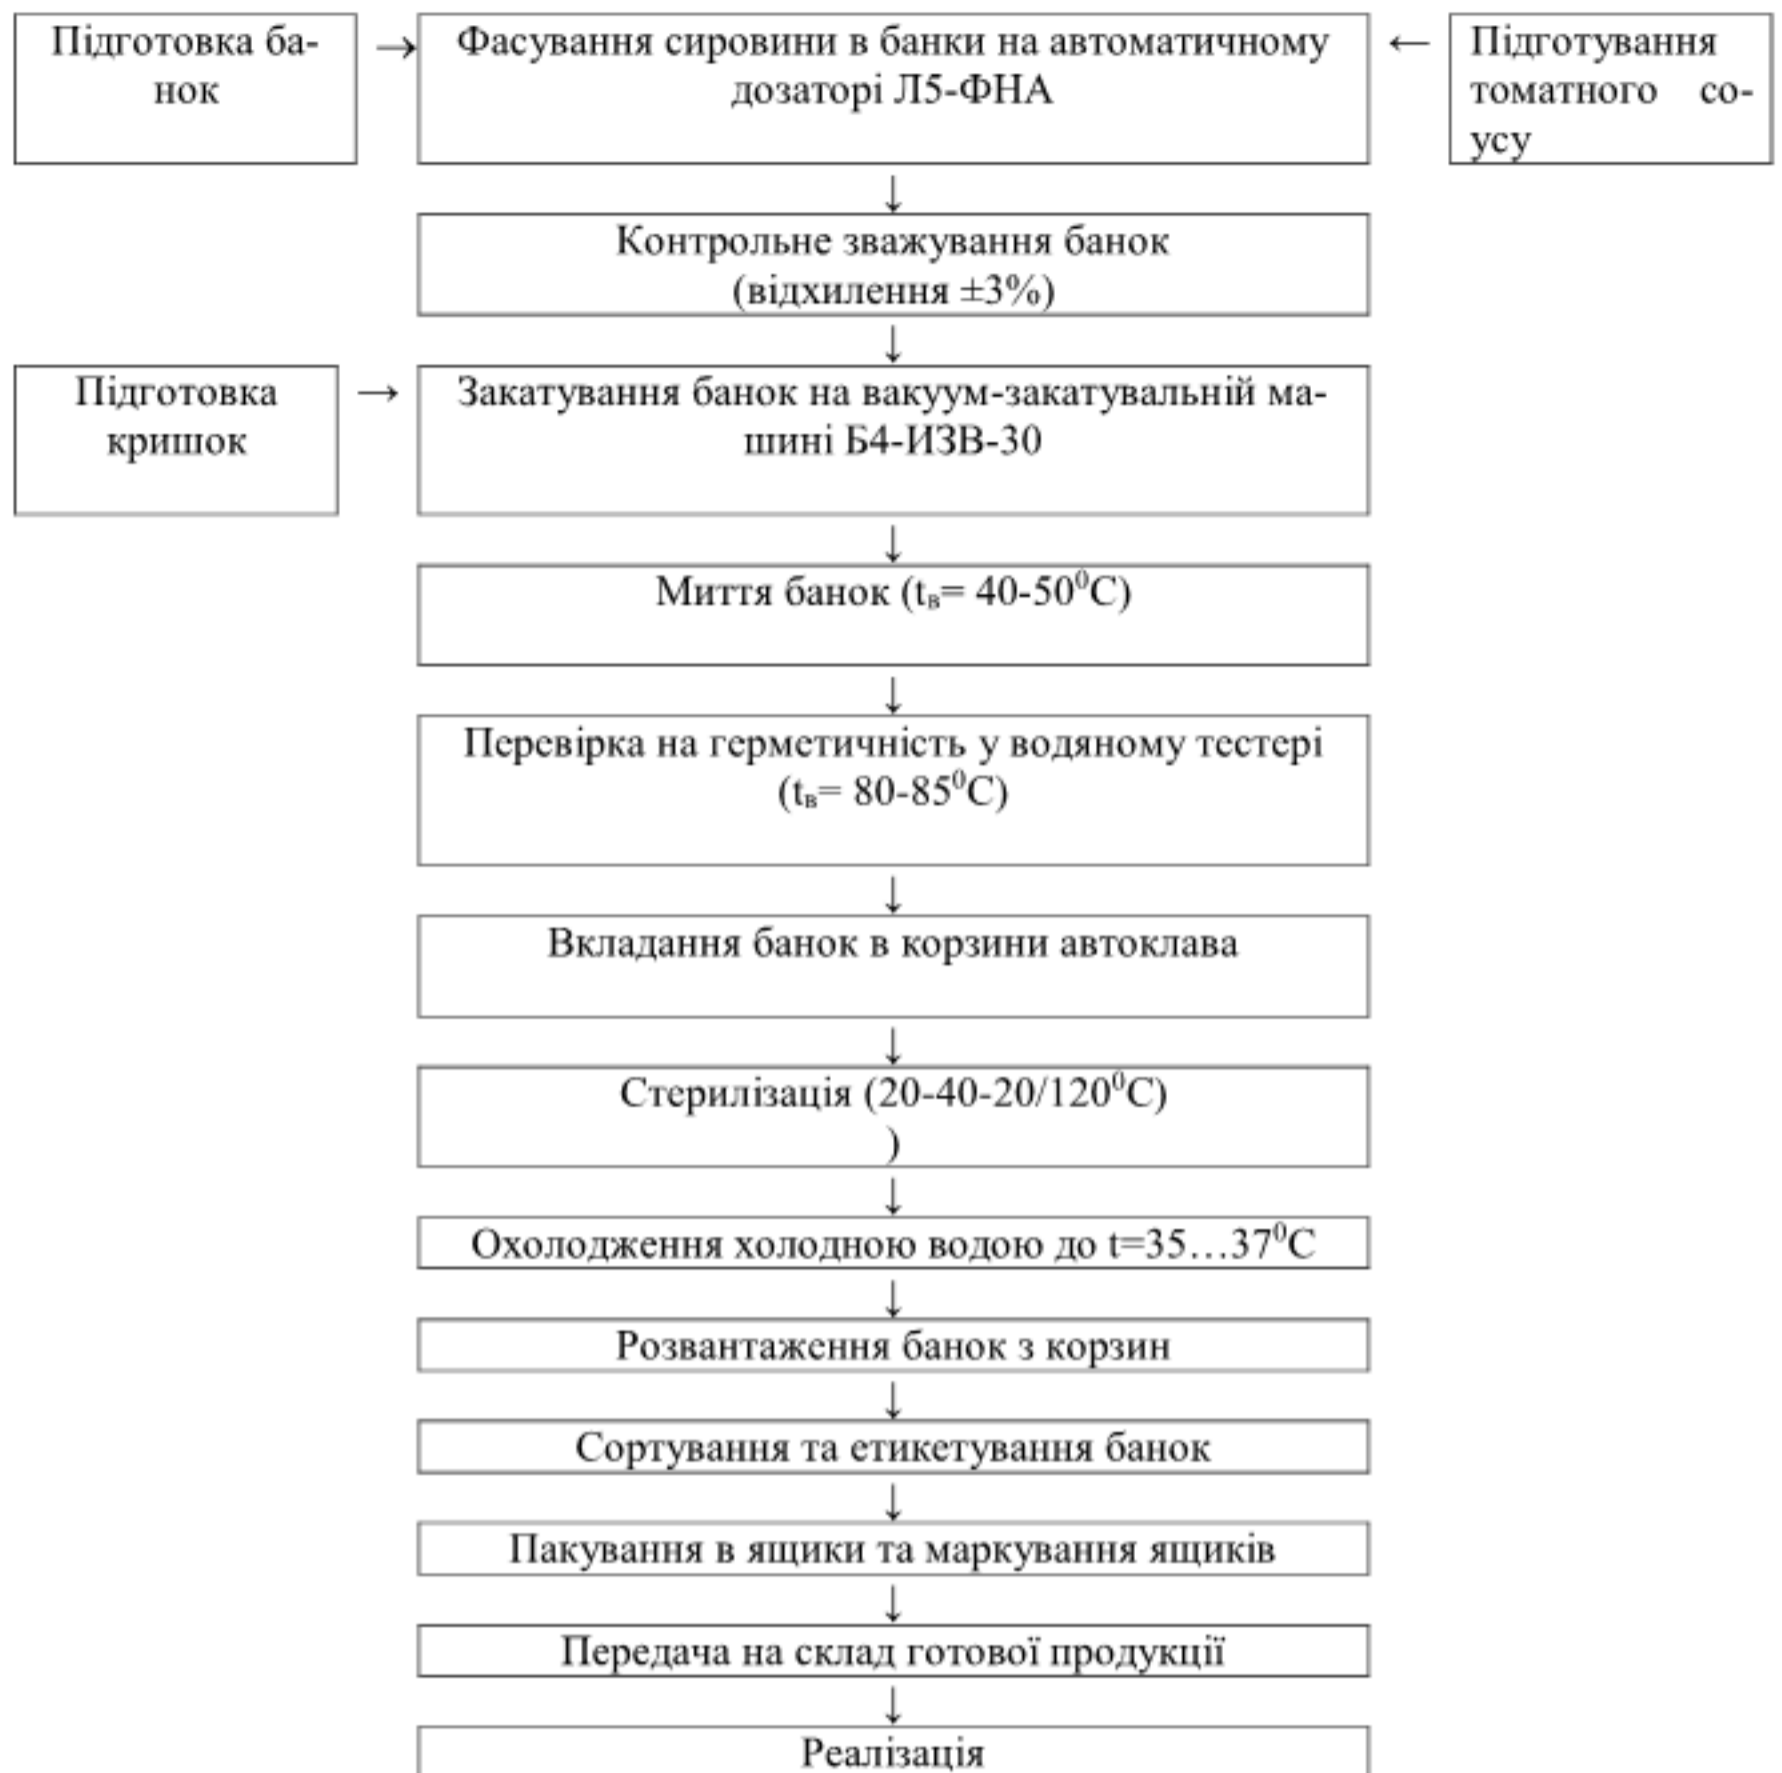 Підготовка ба-
нок
→
Фасування сировини в банки на автоматичному
дозаторі Л5-ФНА
←
Підготування
томатного со-
усу
↓
Контрольне зважування банок
(відхилення ±3%)
↓
Підготовка
кришок
→
Закатування банок на вакуум-закатувальній ма-
шині Б4-ИЗВ-30
↓
Миття банок (tв= 40-50⁰С)
↓
Перевірка на герметичність у водяному тестері
(tв= 80-85⁰С)
↓
Вкладання банок в корзини автоклава
↓
Стерилізація (20-40-20/120⁰С)
)
↓
Охолодження холодною водою до t=35…37⁰С
↓
Розвантаження банок з корзин
↓
Сортування та етикетування банок
↓
Пакування в ящики та маркування ящиків
↓
Передача на склад готової продукції
↓
Реалізація